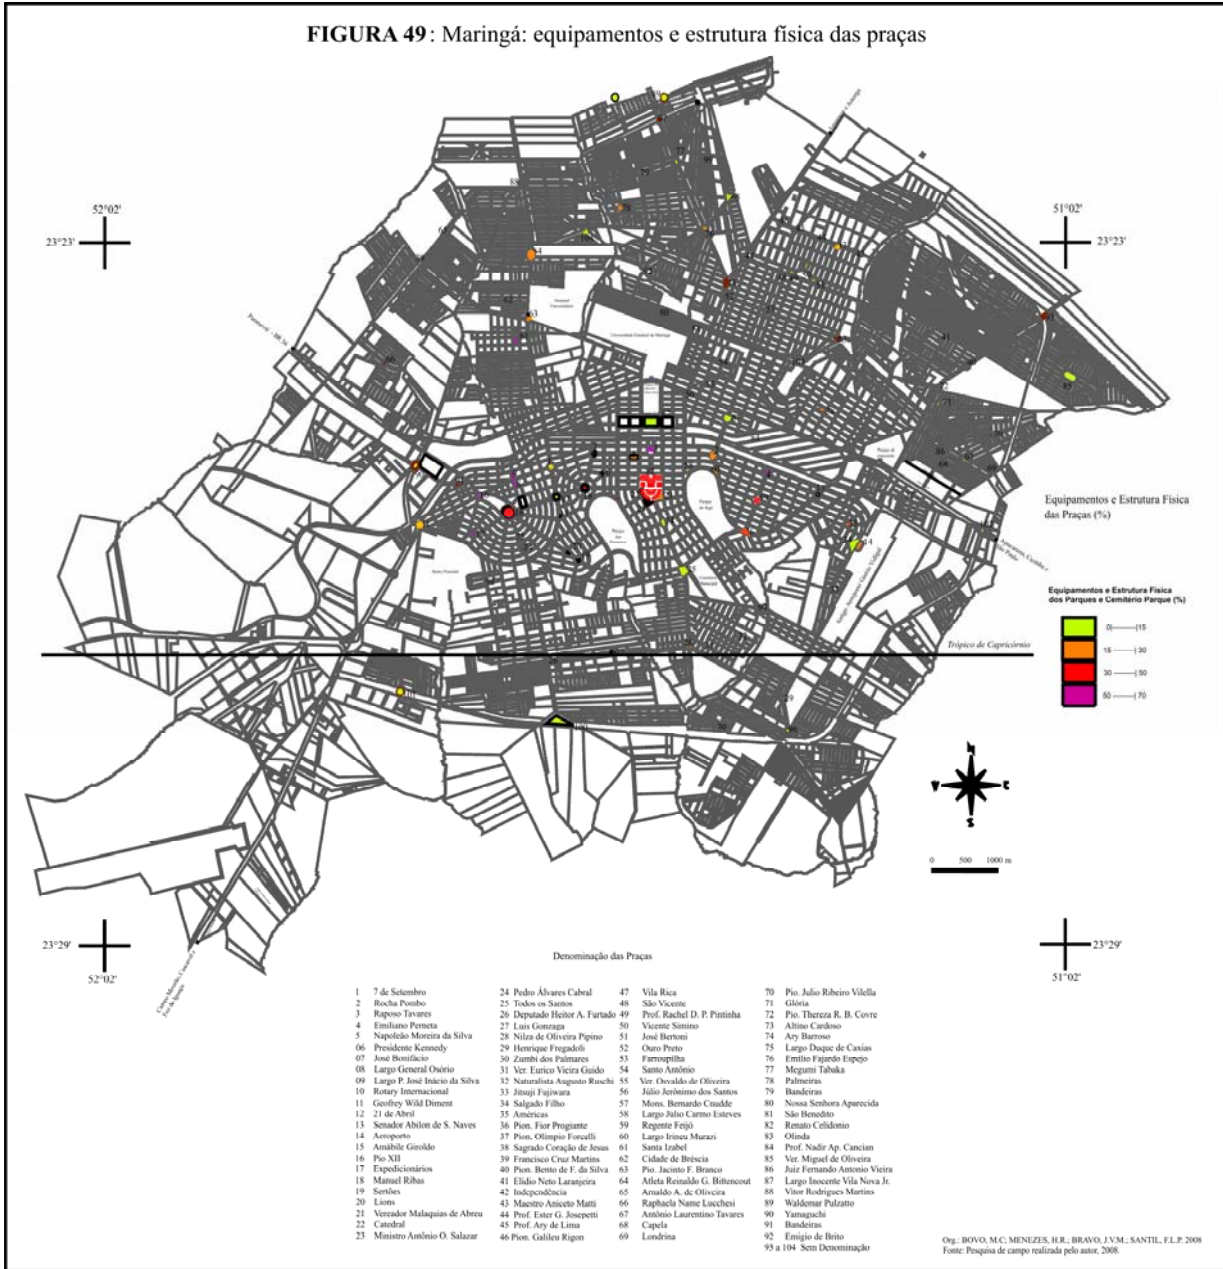 FIGURA 49: Maringá: equipamentos e estrutura física das praças
52°02'
23°23'
51°02'
23°23'
Universidade Estadual de Maringá
Equipamentos e Estrutura Física
das Praças (%)
Equipamentos e Estrutura Física
dos Parques e Cemitério Parque (%)
0|---------|15
16 --------| 30
30 --------| 50
50 --------| 70
Trópico de Capricórnio
0 500 1000 m
23°29'
52°02'
23°29'
51°02'
Denominação das Praças
1 7 de Setembro
2 Rocha Pombo
3 Raposo Tavares
4 Emiliano Perneta
5 Napoleão Moreira da Silva
06 Presidente Kennedy
07 José Bonifácio
08 Largo General Osório
09 Largo P. José Inácio da Silva
10 Rotary Internacional
11 Geofrey Wild Diment
12 21 de Abril
13 Senador Abilon de S. Naves
14 Aeroporto
15 Amábile Giroldo
16 Pio XII
17 Expedicionários
18 Manuel Ribas
19 Sertões
20 Lions
21 Vereador Malaquias de Abreu
22 Catedral
23 Ministro Antônio O. Salazar
24 Pedro Álvares Cabral
25 Todos os Santos
26 Deputado Heitor A. Furtado
27 Luis Gonzaga
28 Nilza de Oliveira Pipino
29 Henrique Fregadoli
30 Zumbi dos Palmares
31 Ver. Eurico Vieira Guido
32 Naturalista Augusto Ruschi
33 Jitsuji Fujiwara
34 Salgado Filho
35 Américas
36 Pion. Fior Progiante
37 Pion. Olímpio Forcelli
38 Sagrado Coração de Jesus
39 Francisco Cruz Martins
40 Pion. Bento de F. da Silva
41 Elidio Neto Laranjeira
42 Independência
43 Maestro Aniceto Matti
44 Prof. Ester G. Josepetti
45 Prof. Ary de Lima
46 Pion. Galileu Rigon
47 Vila Rica
48 São Vicente
49 Prof. Rachel D. P. Pintinha
50 Vicente Simino
51 José Bertoni
52 Ouro Preto
53 Farroupilha
54 Santo Antônio
55 Ver. Osvaldo de Oliveira
56 Júlio Jerônimo dos Santos
57 Mons. Bernardo Cnudde
58 Largo Júlio Carmo Esteves
59 Regente Feijó
60 Largo Irineu Murazi
61 Santa Izabel
62 Cidade de Bréscia
63 Pio. Jacinto F. Branco
64 Atleta Reinaldo G. Bittencout
65 Arnaldo A. de Oliveira
66 Raphaela Name Lucchesi
67 Antônio Laurentino Tavares
68 Capela
69 Londrina
70 Pio. Julio Ribeiro Vilella
71 Glória
72 Pio. Thereza R. B. Covre
73 Altino Cardoso
74 Ary Barroso
75 Largo Duque de Caxias
76 Emílio Fajardo Espejo
77 Megumi Tabaka
78 Palmeiras
79 Bandeiras
80 Nossa Senhora Aparecida
81 São Benedito
82 Renato Celidonio
83 Olinda
84 Prof. Nadir Ap. Cancian
85 Ver. Miguel de Oliveira
86 Juiz Fernando Antonio Vieira
87 Largo Inocente Vila Nova Jr.
88 Vitor Rodrigues Martins
89 Waldemar Pulzatto
90 Yamaguchi
91 Bandeiras
92 Emigio de Brito
93 a 104 Sem Denominação
Org.: BOVO, M.C; MENEZES, H.R.; BRAVO, J.V.M.; SANTIL, F.L.P. 2008
Fonte: Pesquisa de campo realizada pelo autor, 2008.